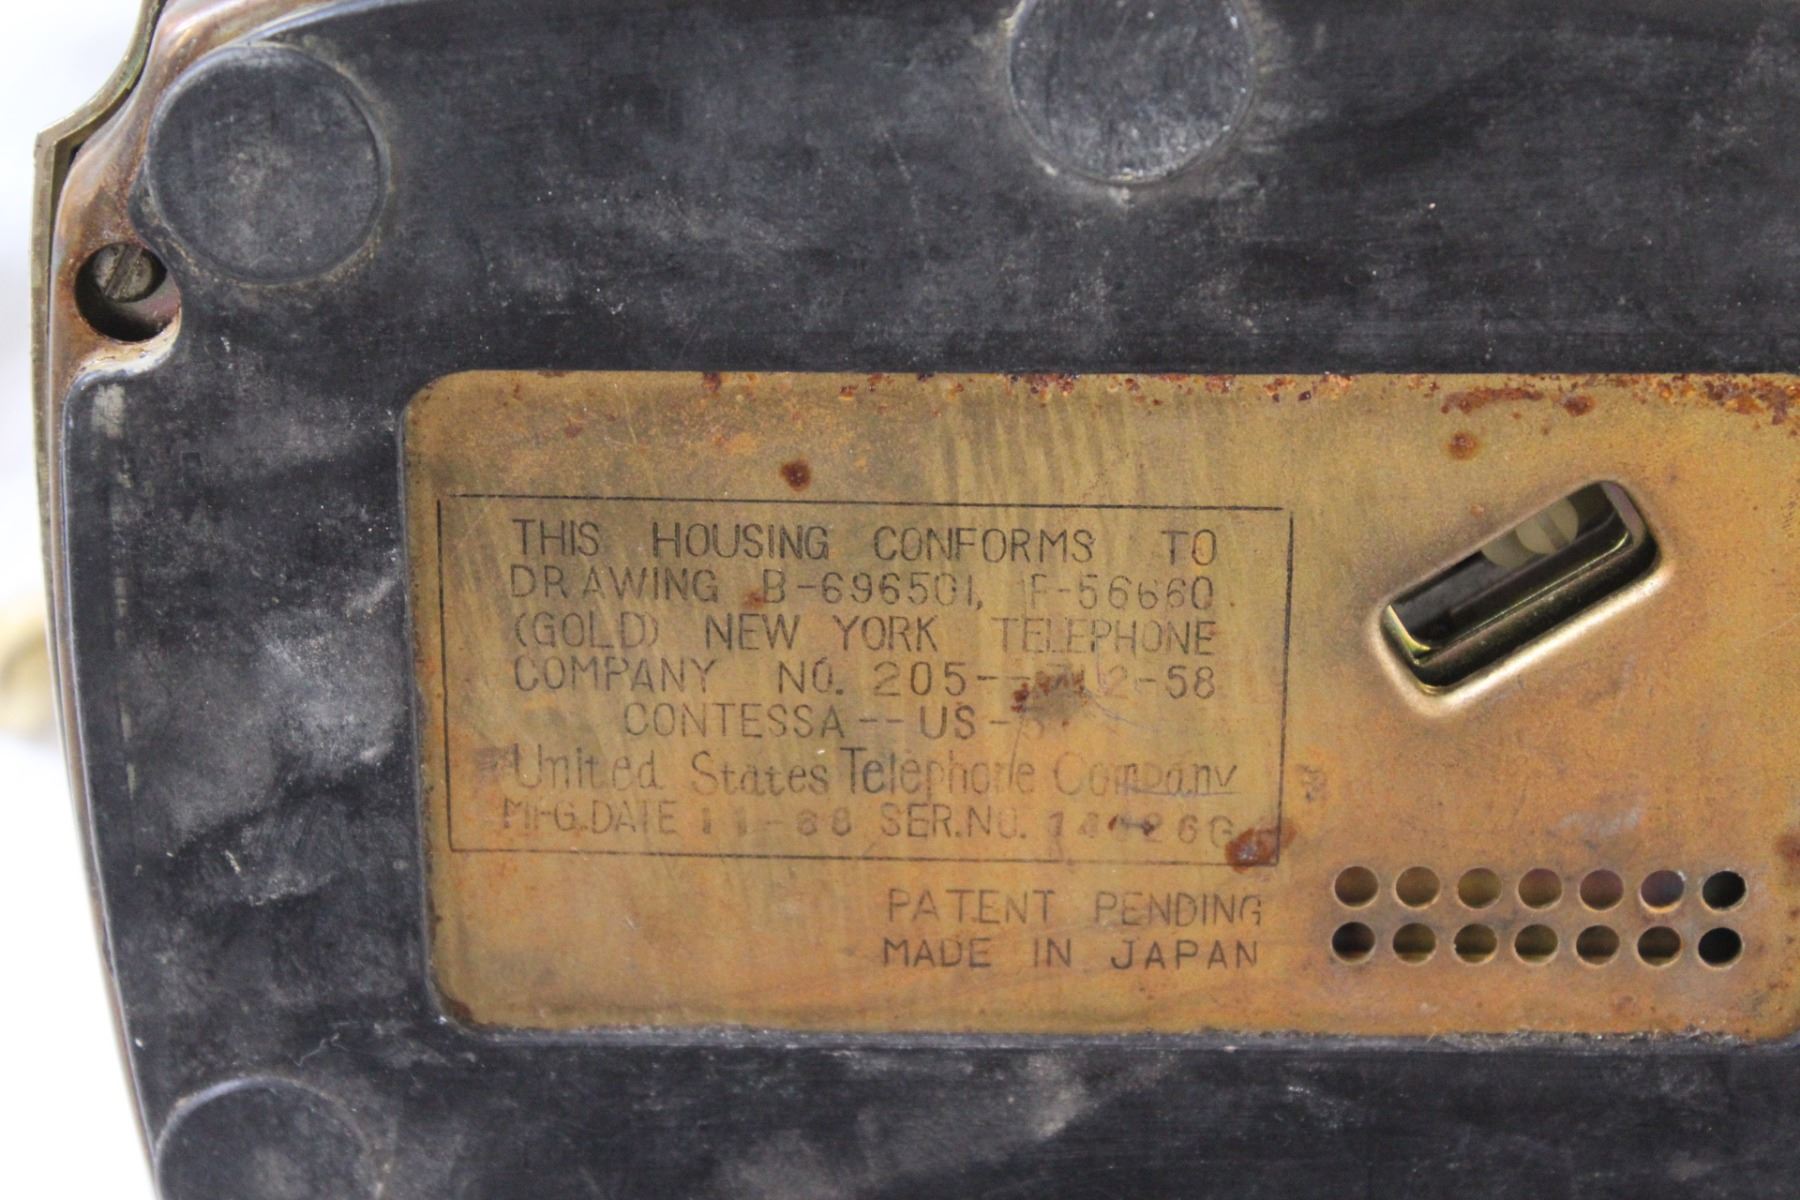 THIS HOUSING CONFORMS TO
DRAWING B-696501, F-56660
(GOLD) NEW YORK TELEPHONE
COMPANY NO. 205--
CONTESSA--US-
United States Telephone Company
MFG.DATE SER.NO.
PATENT PENDING
MADE IN JAPAN